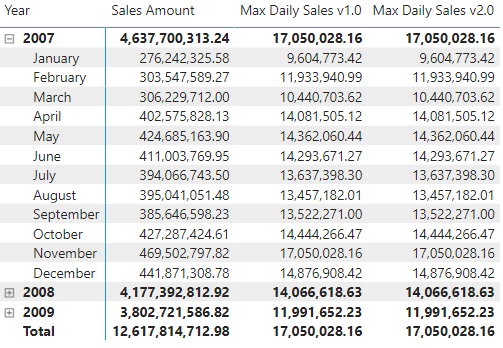 Year Sales Amount Max Daily Sales v1.0 Max Daily Sales v2.0
2007 4,637,700,313.24 17,050,028.16 17,050,028.16
January 276,242,325.58 9,604,773.42 9,604,773.42
February 303,547,589.27 11,933,940.99 11,933,940.99
March 306,229,712.00 10,440,703.62 10,440,703.62
April 402,575,828.13 14,081,505.12 14,081,505.12
May 424,685,163.90 14,362,060.44 14,362,060.44
June 411,003,769.95 14,293,671.27 14,293,671.27
July 394,066,743.50 13,637,398.30 13,637,398.30
August 395,041,051.48 13,457,182.01 13,457,182.01
September 385,646,598.23 13,522,271.00 13,522,271.00
October 427,287,424.61 14,444,266.47 14,444,266.47
November 469,502,797.82 17,050,028.16 17,050,028.16
December 441,871,308.78 14,876,908.42 14,876,908.42
2008 4,177,392,812.92 14,066,618.63 14,066,618.63
2009 3,802,721,586.82 11,991,652.23 11,991,652.23
Total 12,617,814,712.98 17,050,028.16 17,050,028.16